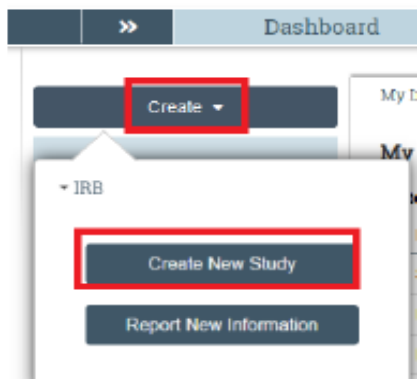 » Dashboard
Create
My I
My
IRB
Create New Study
Report New Information